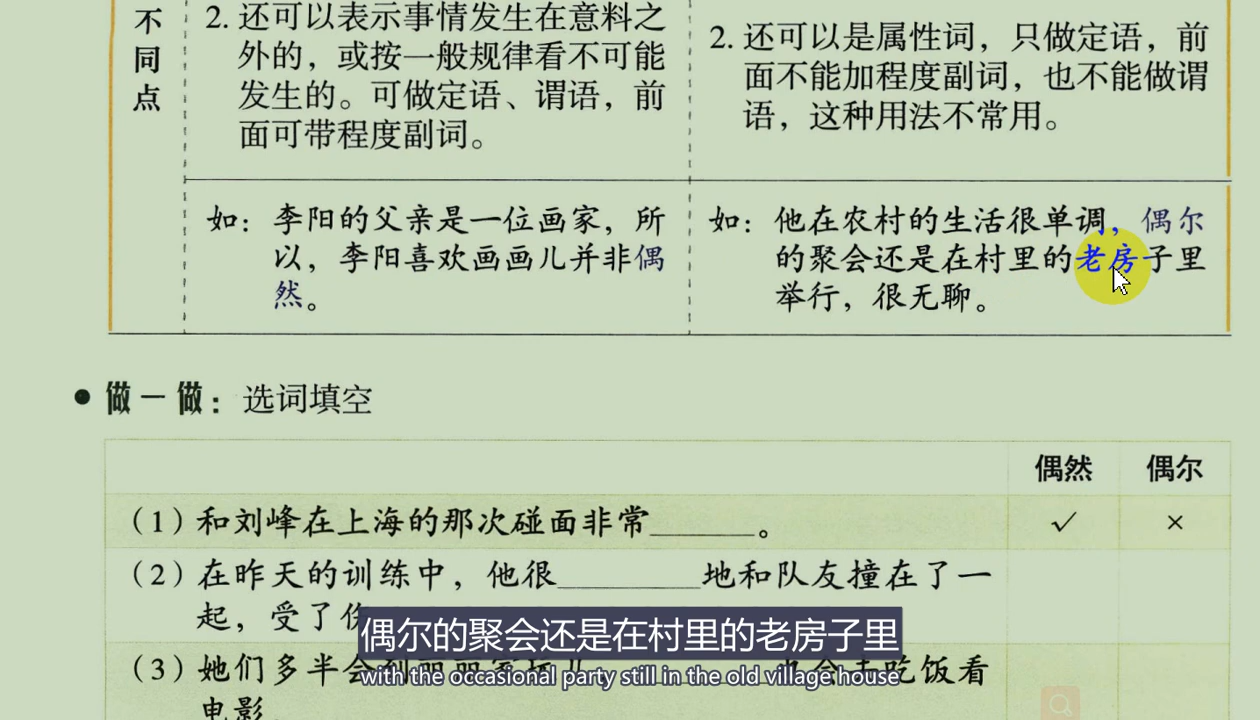 不
同
点
2. 还可以表示事情发生在意料之
外的，或按一般规律看不可能
发生的。可做定语、谓语，前
面可带程度副词。
2. 还可以是属性词，只做定语，前
面不能加程度副词，也不能做谓
语，这种用法不常用。
如：李阳的父亲是一位画家，所
以，李阳喜欢画画儿并非偶
然。
如：他在农村的生活很单调，偶尔
的聚会还是在村里的老房子里
举行，很无聊。
● 做一做：选词填空
偶然 偶尔
（1）和刘峰在上海的那次碰面非常______。 √ ×
（2）在昨天的训练中，他很________地和队友撞在了一
起，受了伤
（3）她们多半会到 也会去吃饭看
电影。
偶尔的聚会还是在村里的老房子里
with the occasional party still in the old village house